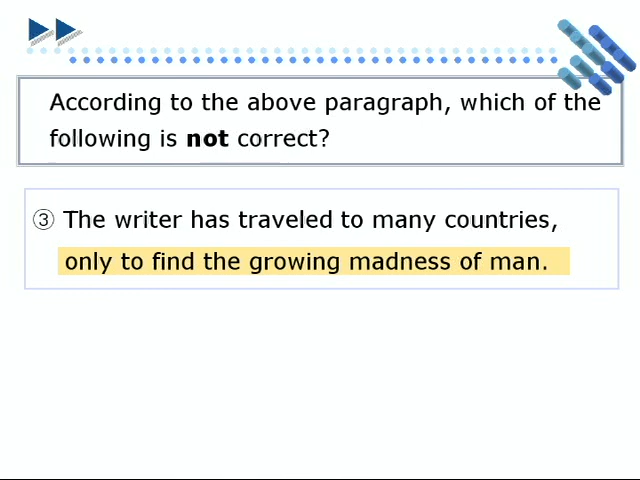 According to the above paragraph, which of the
following is not correct?
③ The writer has traveled to many countries,
only to find the growing madness of man.